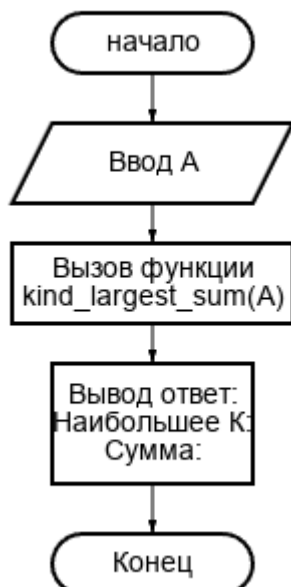 начало
Ввод А
Вызов функции
kind_largest_sum(A)
Вывод ответ:
Наибольшее К:
Сумма:
Конец